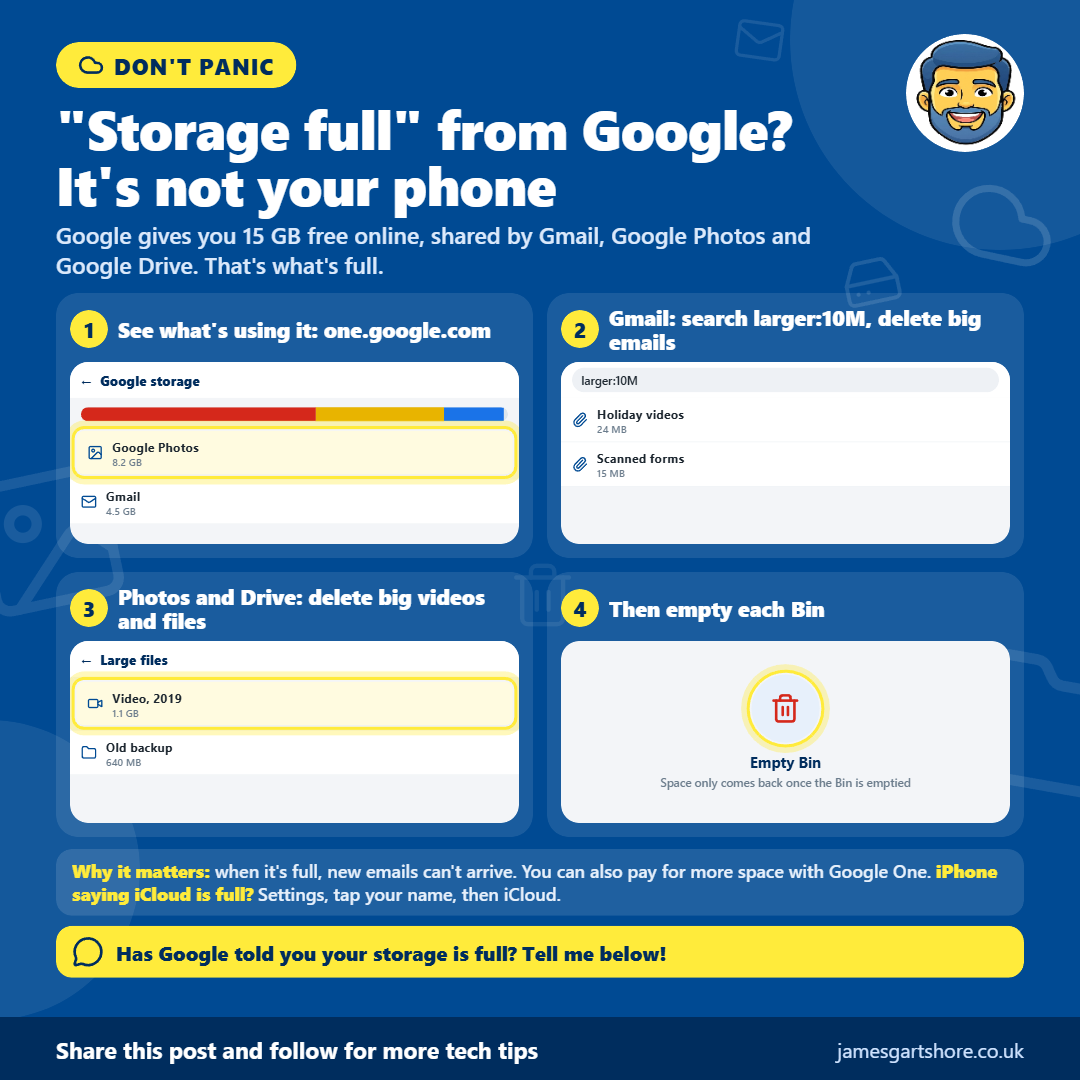 DON'T PANIC
"Storage full" from Google?
It's not your phone
Google gives you 15 GB free online, shared by Gmail, Google Photos and
Google Drive. That's what's full.
1 See what's using it: one.google.com
← Google storage
Google Photos
8.2 GB
Gmail
4.5 GB
2 Gmail: search larger:10M, delete big
emails
larger:10M
Holiday videos
24 MB
Scanned forms
15 MB
3 Photos and Drive: delete big videos
and files
← Large files
Video, 2019
1.1 GB
Old backup
640 MB
4 Then empty each Bin
Empty Bin
Space only comes back once the Bin is emptied
Why it matters: when it's full, new emails can't arrive. You can also pay for more space with Google One. iPhone
saying iCloud is full? Settings, tap your name, then iCloud.
Has Google told you your storage is full? Tell me below!
Share this post and follow for more tech tips
jamesgartshore.co.uk